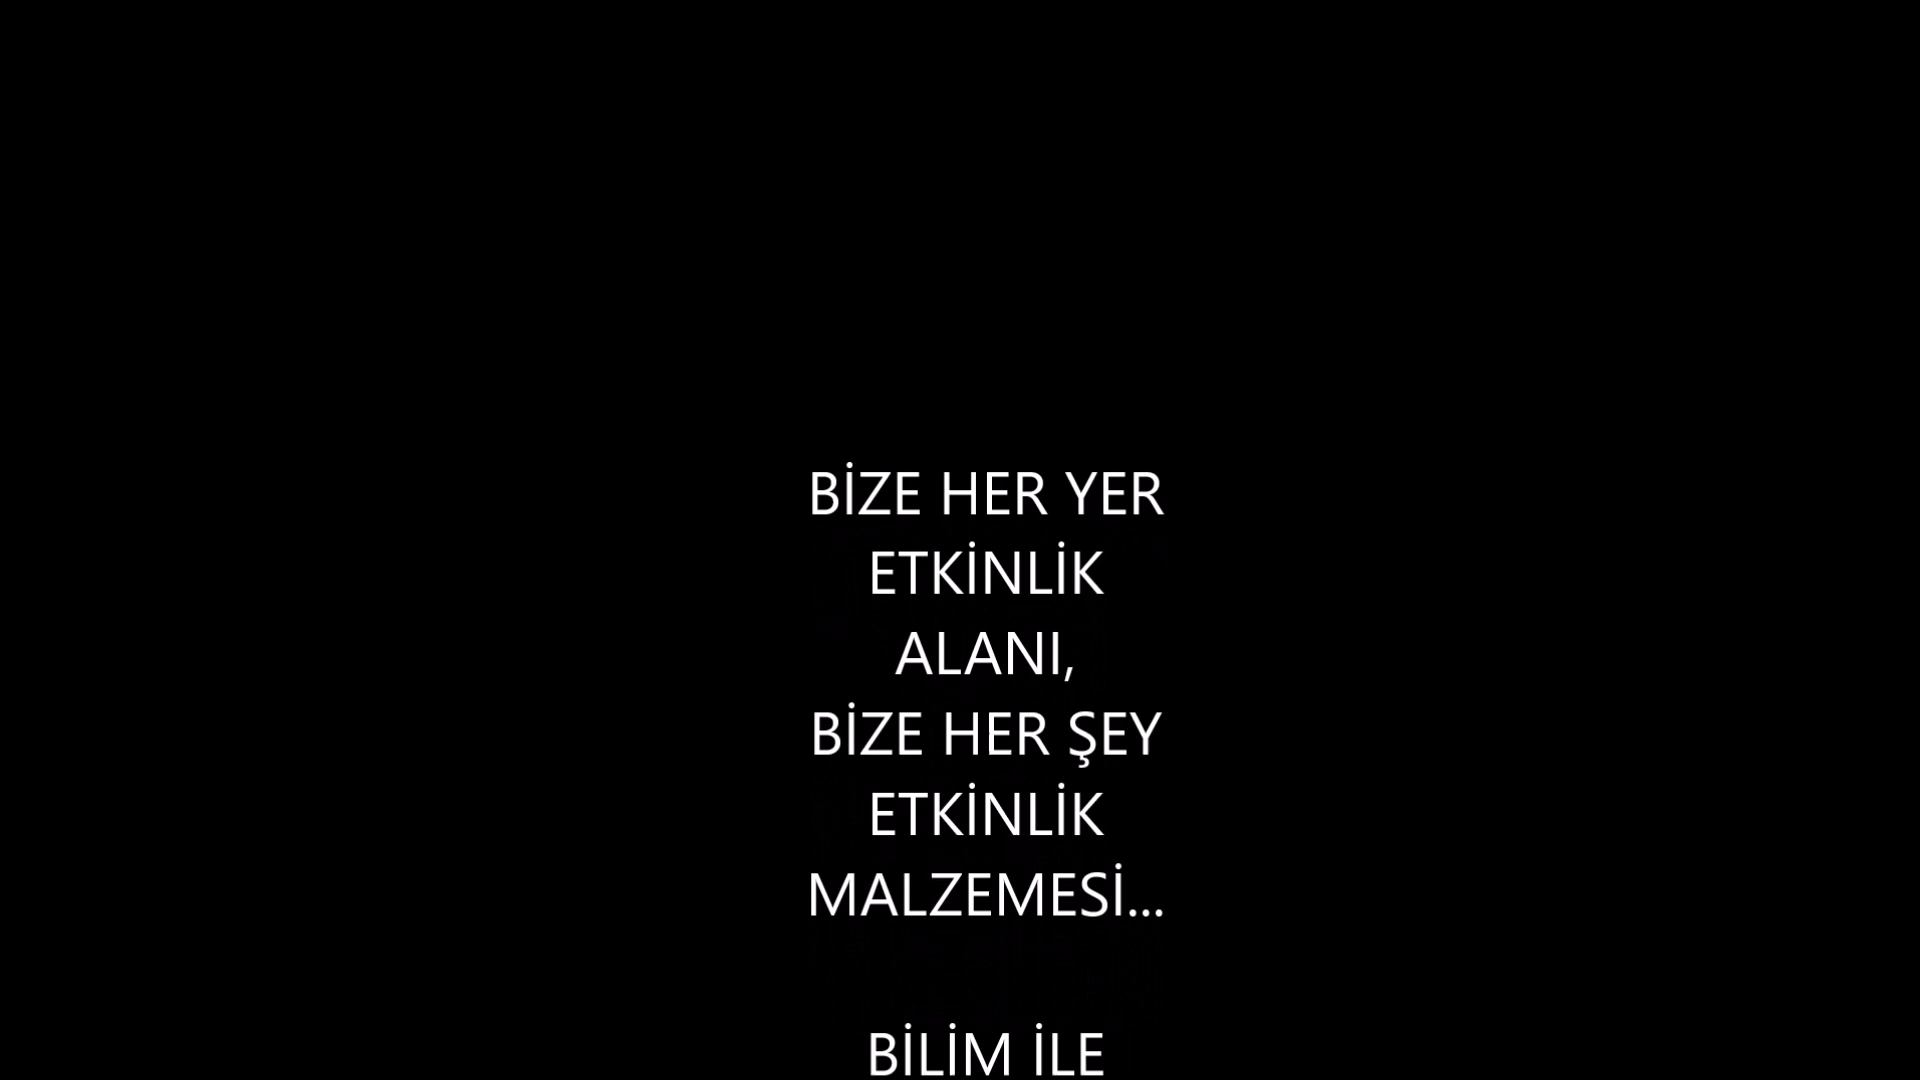 BİZE HER YER
ETKİNLİK
ALANI,
BİZE HER ŞEY
ETKİNLİK
MALZEMESİ...
BİLİM İLE